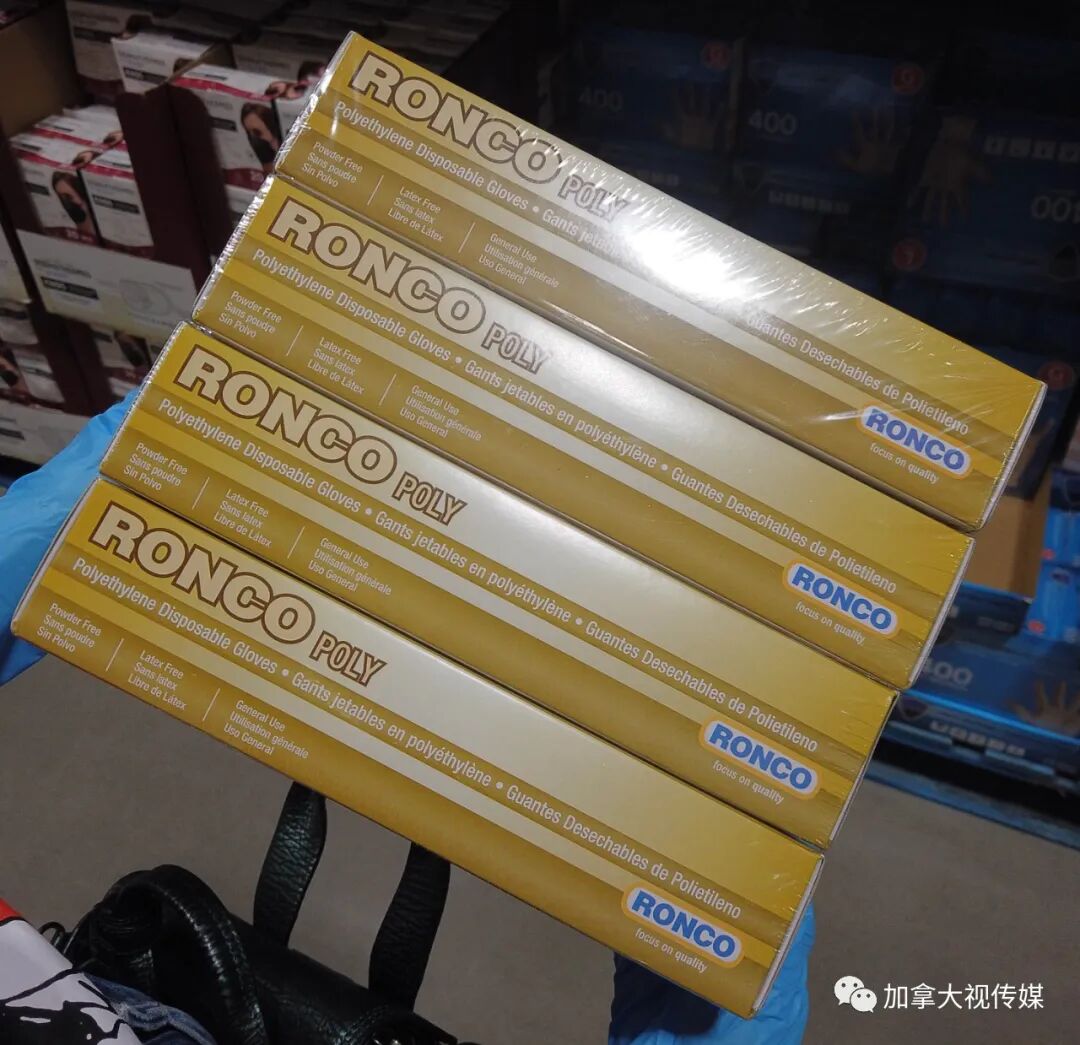 RONCO POLY
Polyethylene Disposable Gloves • Gants
Guantes Desechables de Polietileno
Powder Free
Sans poudre
Sin Polvo
Latex Free
Sans latex
Libre de Látex
General Use
Utilisation générale
Uso General
RONCO
focus on quality
RONCO POLY
Polyethylene Disposable Gloves • Gants jetables en polyéthylène • Guantes Desechables de Polietileno
Powder Free
Sans poudre
Sin Polvo
Latex Free
Sans latex
Libre de Látex
General Use
Utilisation générale
Uso General
RONCO
focus on quality
RONCO POLY
Polyethylene Disposable Gloves • Gants jetables en polyéthylène • Guantes Desechables de Polietileno
Powder Free
Sans poudre
Sin Polvo
Latex Free
Sans latex
Libre de Látex
General Use
Utilisation générale
Uso General
RONCO
focus on quality
RONCO POLY
Polyethylene Disposable Gloves • Gants jetables en polyéthylène • Guantes Desechables de Polietileno
Powder Free
Sans poudre
Sin Polvo
Latex Free
Sans latex
Libre de Látex
General Use
Utilisation générale
Uso General
RONCO
focus on quality
400
400
400
加拿大视传媒